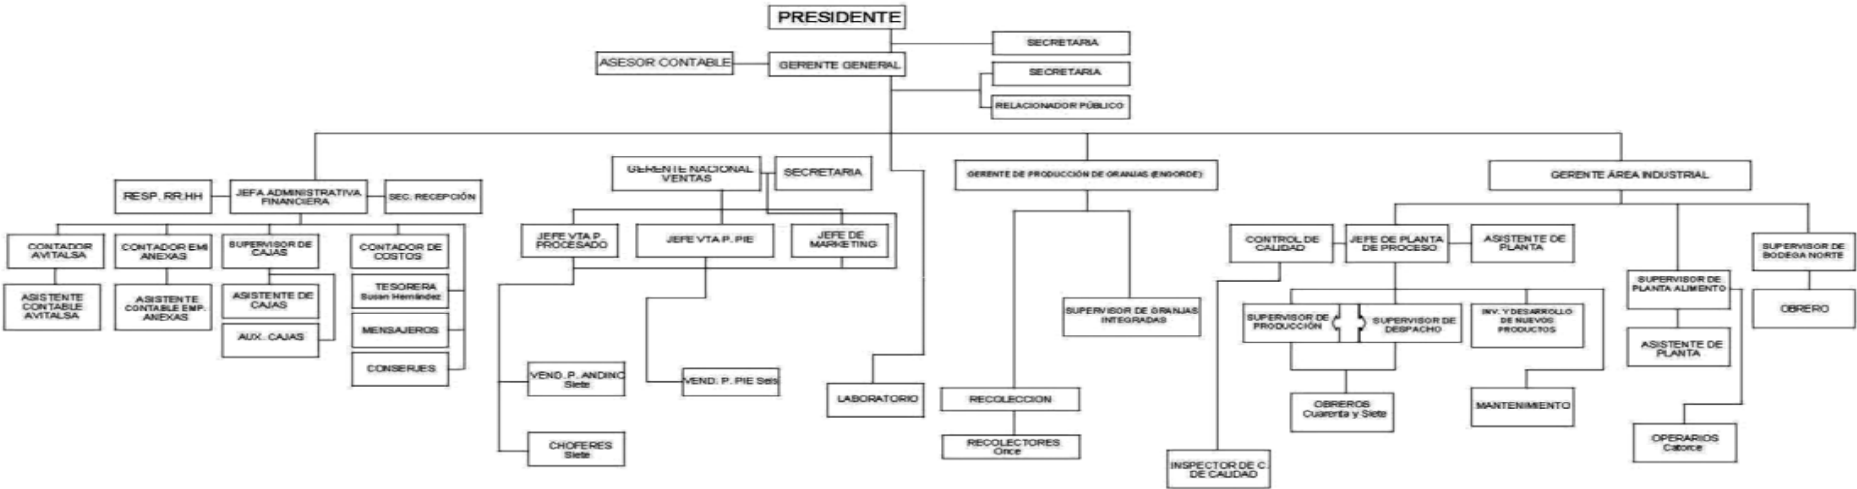 PRESIDENTE
SECRETARIA
ASESOR CONTABLE
GERENTE GENERAL
SECRETARIA
RELACIONADOR PÚBLICO
RESP. RR.HH
JEFA ADMINISTRATIVA
FINANCIERA
SEC. RECEPCIÓN
GERENTE NACIONAL
VENTAS
SECRETARIA
GERENTE DE PRODUCCIÓN DE GRANJAS (ENGORDE)
GERENTE ÁREA INDUSTRIAL
CONTADOR
AVITALSA
CONTADOR EMI
ANEXAS
SUPERVISOR DE
CAJAS
CONTADOR DE
COSTOS
JEFE VTA P.
PROCESADO
JEFE VTA P. PIE
JEFE DE
MARKETING
CONTROL DE
CALIDAD
JEFE DE PLANTA
DE PROCESO
ASISTENTE DE
PLANTA
SUPERVISOR DE
BODEGA NORTE
ASISTENTE
CONTABLE
AVITALSA
ASISTENTE
CONTABLE EMP.
ANEXAS
ASISTENTE DE
CAJAS
TESORERA
Susan Hernández
SUPERVISOR DE
PLANTA ALIMENTO
OBRERO
AUX. CAJAS
MENSAJEROS
SUPERVISOR DE GRANJAS
INTEGRADAS
SUPERVISOR DE
PRODUCCIÓN
SUPERVISOR DE
DESPACHO
INV. Y DESARROLLO
DE NUEVOS
PRODUCTOS
ASISTENTE DE
PLANTA
CONSERJES
VEND. P. ANDINO
Siete
VEND. P. PIE Seis
LABORATORIO
RECOLECCION
OBREROS
Cuarenta y Siete
MANTENIMIENTO
CHOFERES
Siete
RECOLECTORES
Once
INSPECTOR DE C.
DE CALIDAD
OPERARIOS
Catorce